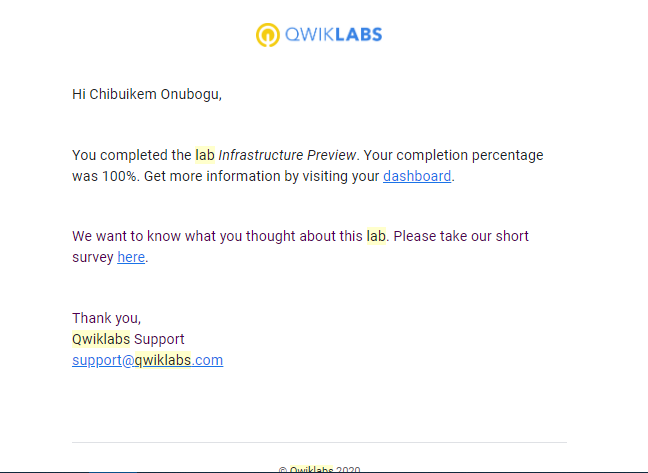 QWIKLABS
Hi Chibuikem Onubogu,
You completed the lab Infrastructure Preview. Your completion percentage
was 100%. Get more information by visiting your dashboard.
We want to know what you thought about this lab. Please take our short
survey here.
Thank you,
Qwiklabs Support
support@qwiklabs.com
© Qwiklabs 2020